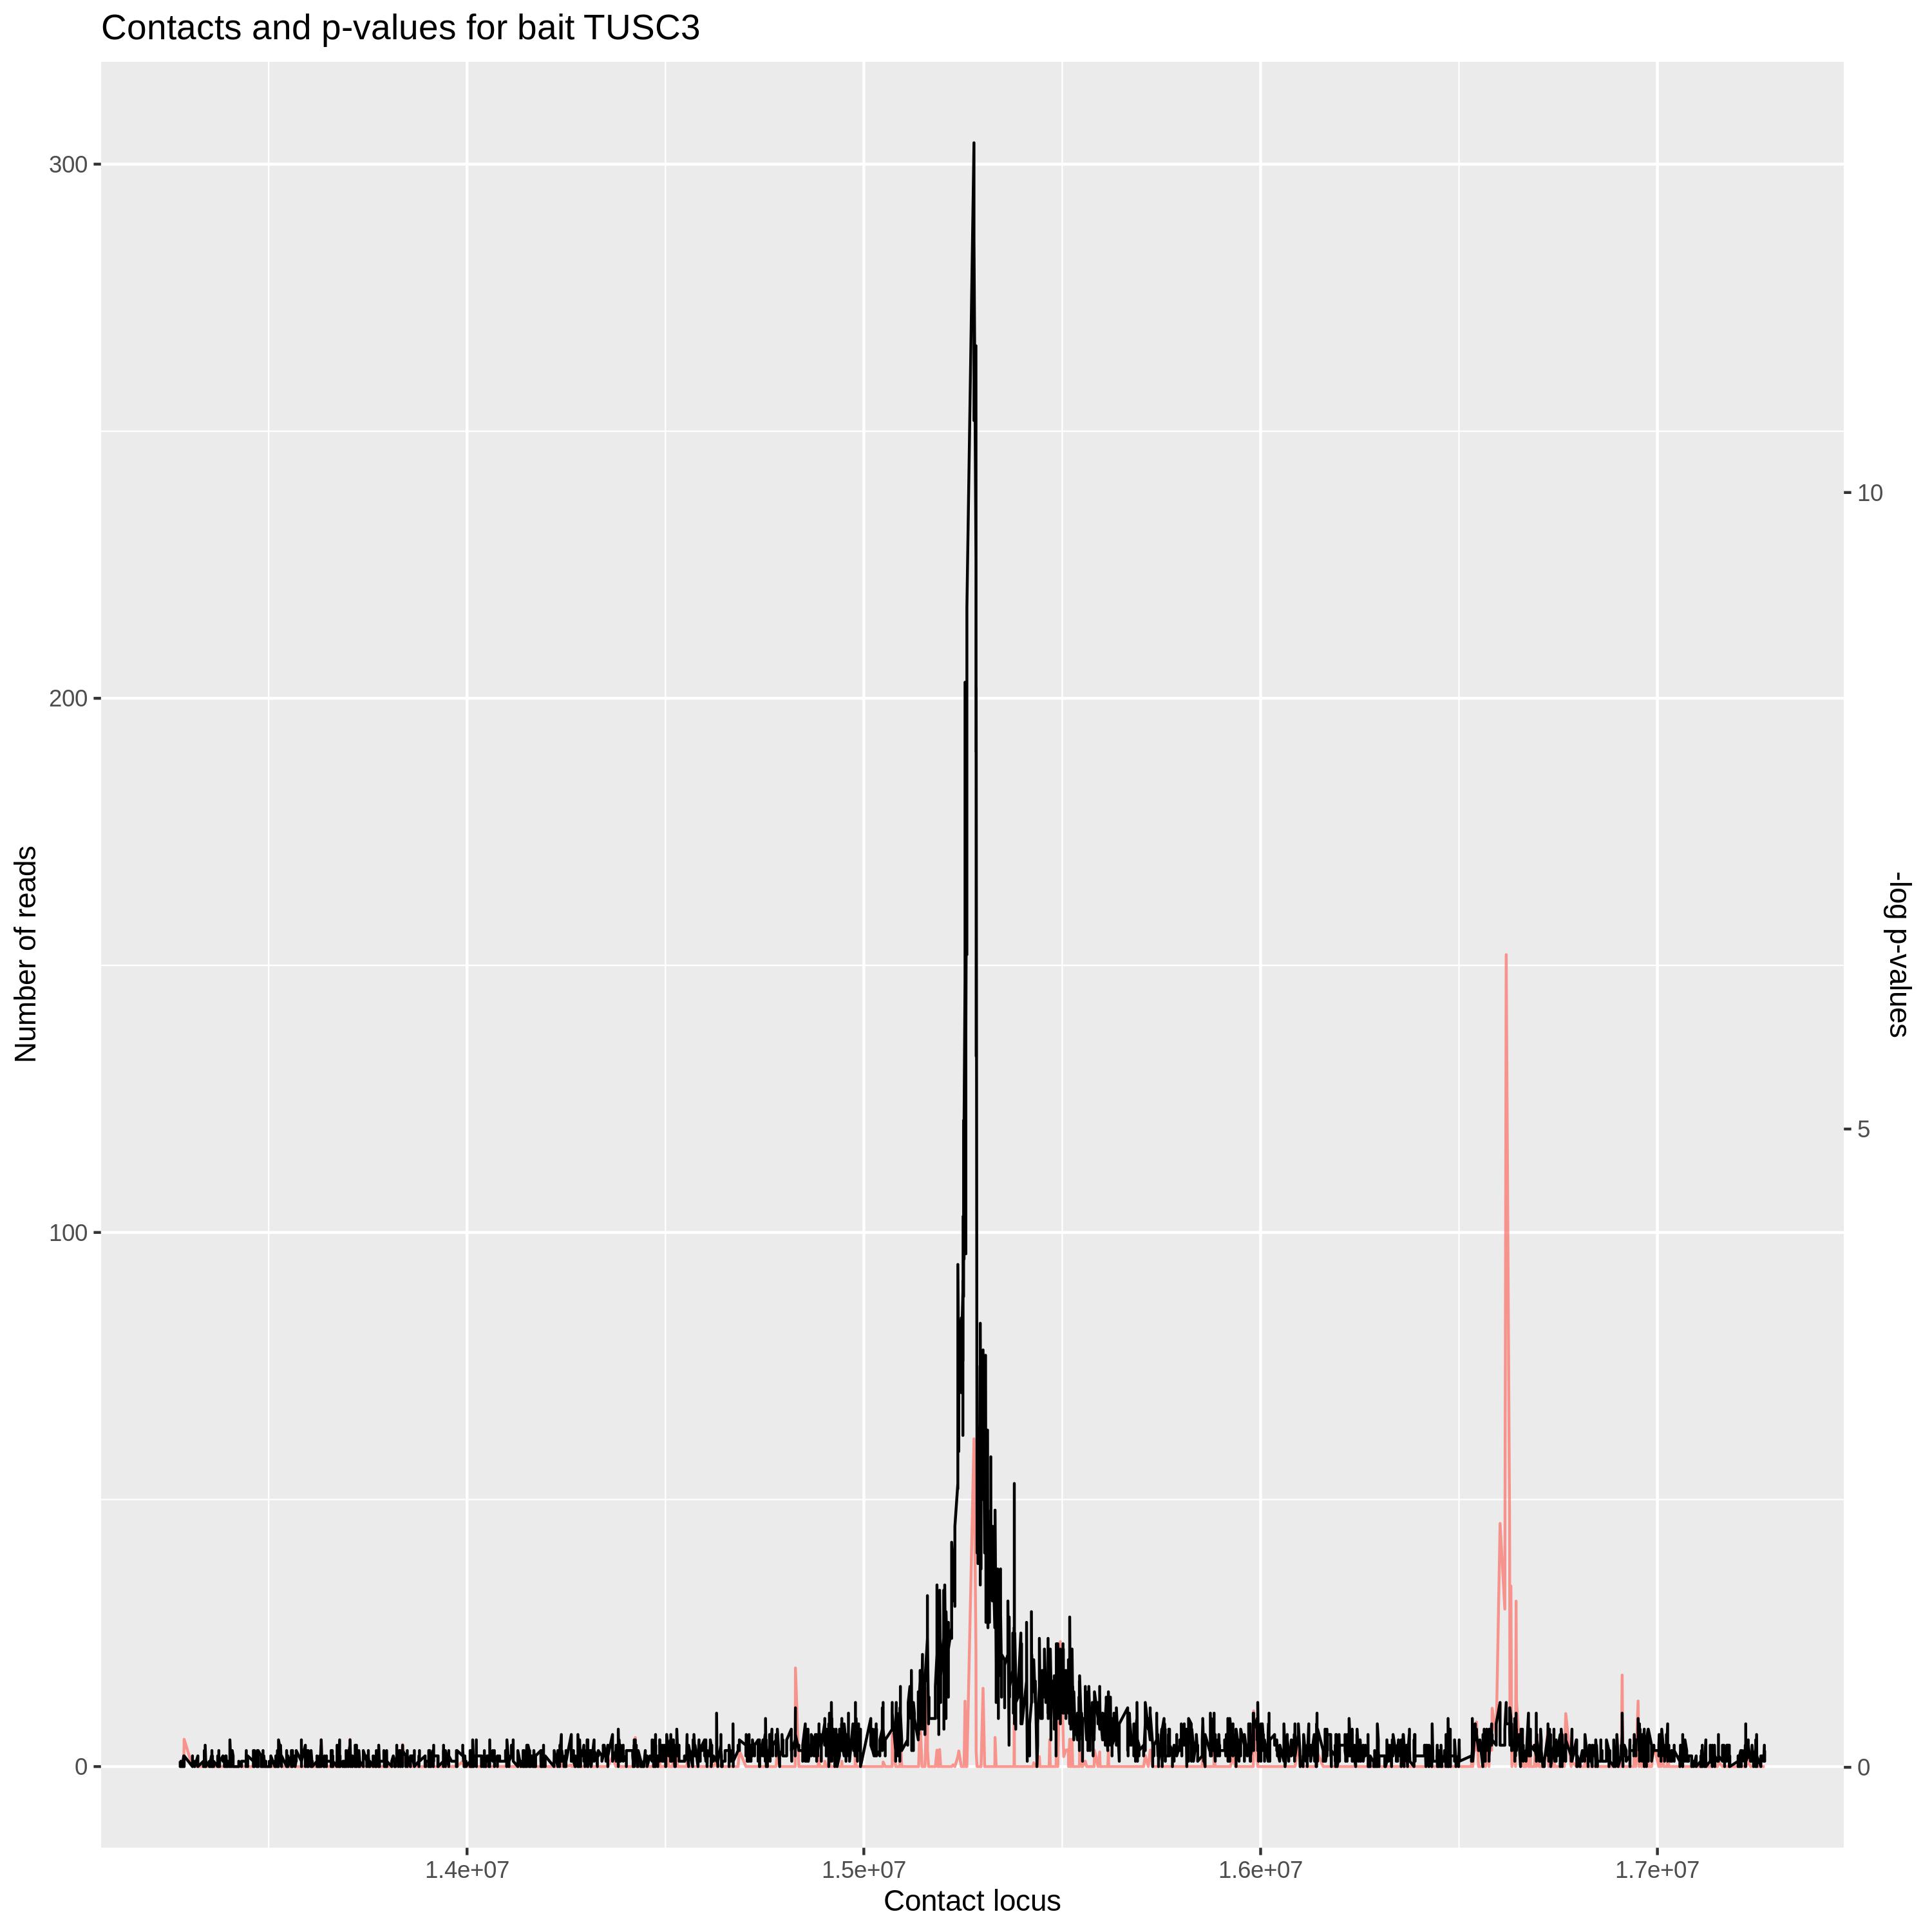 Contacts and p-values for bait TUSC3
300
200
100
0
Number of reads
10
5
0
-log p-values
1.4e+07
1.5e+07
1.6e+07
1.7e+07
Contact locus